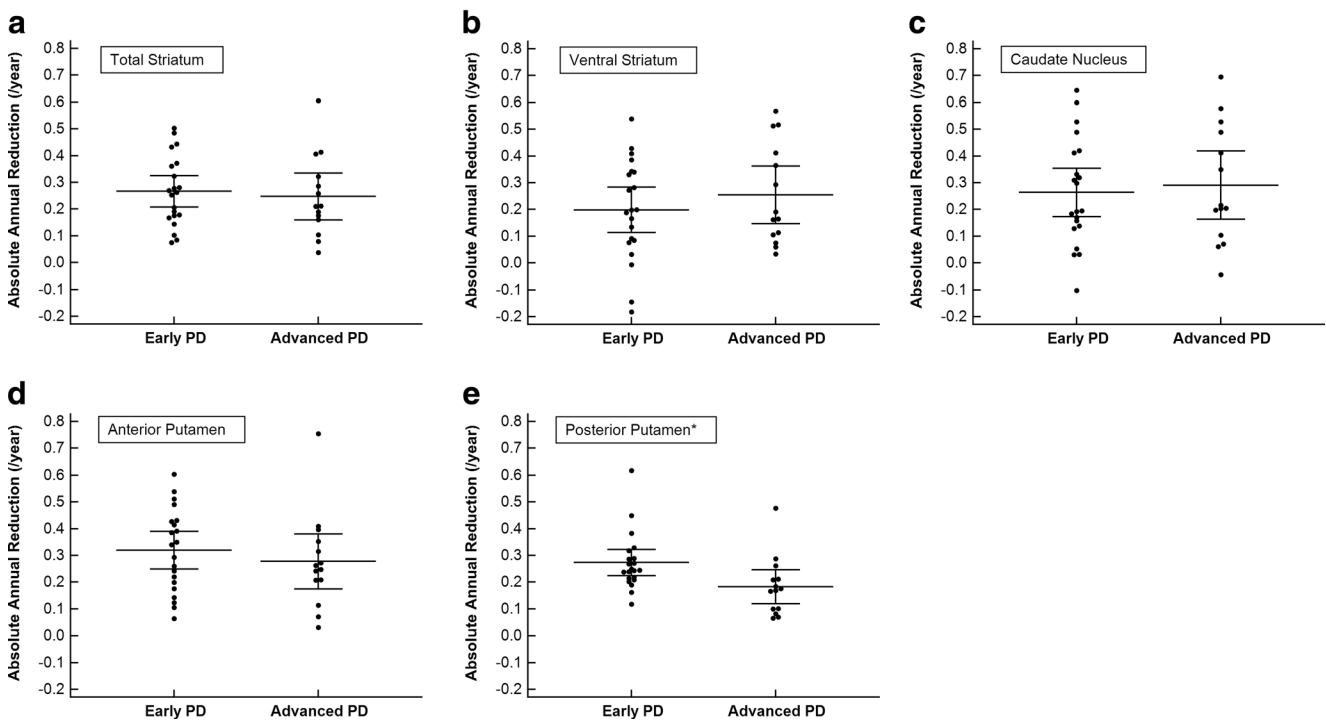 a
Total Striatum
Absolute Annual Reduction (/year)
0.8
0.7
0.6
0.5
0.4
0.3
0.2
0.1
0.0
-0.1
-0.2
Early PD
Advanced PD
b
Ventral Striatum
Absolute Annual Reduction (/year)
0.8
0.7
0.6
0.5
0.4
0.3
0.2
0.1
0.0
-0.1
-0.2
Early PD
Advanced PD
c
Caudate Nucleus
Absolute Annual Reduction (/year)
0.8
0.7
0.6
0.5
0.4
0.3
0.2
0.1
0.0
-0.1
-0.2
Early PD
Advanced PD
d
Anterior Putamen
Absolute Annual Reduction (/year)
0.8
0.7
0.6
0.5
0.4
0.3
0.2
0.1
0.0
-0.1
-0.2
Early PD
Advanced PD
e
Posterior Putamen*
Absolute Annual Reduction (/year)
0.8
0.7
0.6
0.5
0.4
0.3
0.2
0.1
0.0
-0.1
-0.2
Early PD
Advanced PD